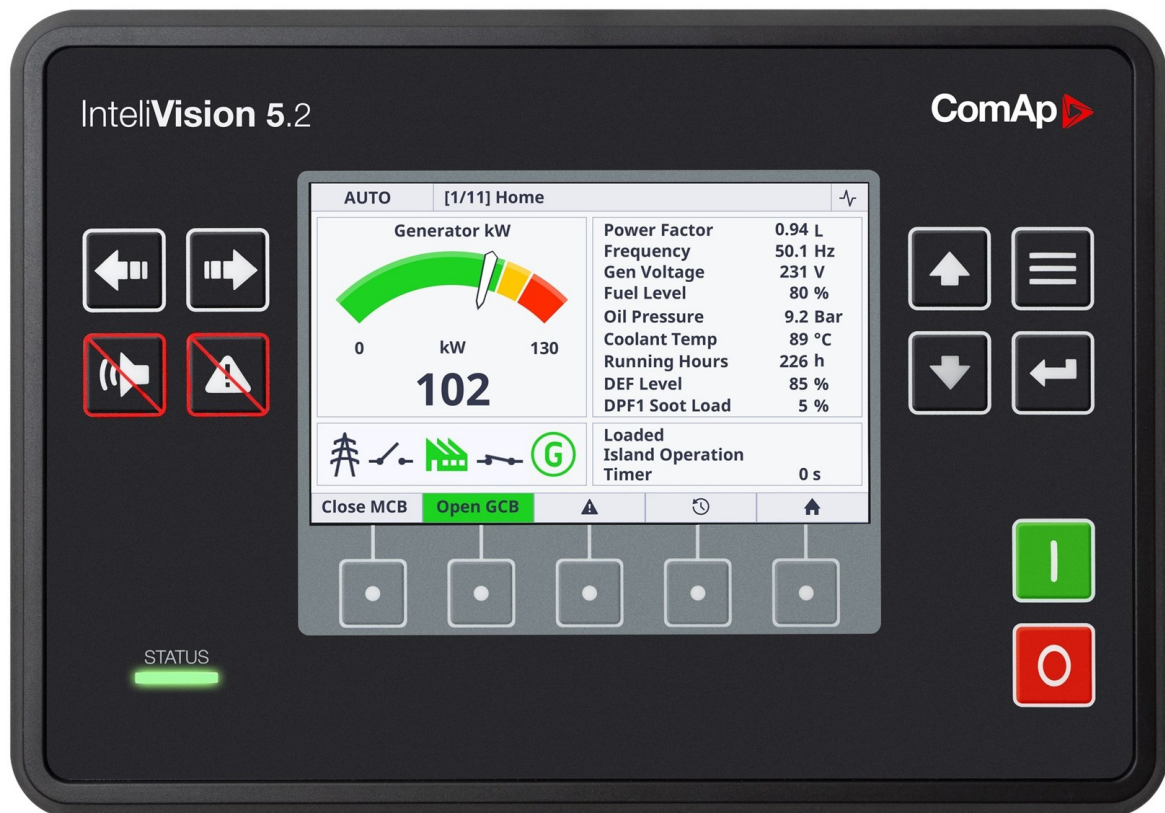 InteliVision 5.2
ComAp
AUTO [1/11] Home
Generator kW
0 kW 130
102
Power Factor 0.94 L
Frequency 50.1 Hz
Gen Voltage 231 V
Fuel Level 80 %
Oil Pressure 9.2 Bar
Coolant Temp 89 °C
Running Hours 226 h
DEF Level 85 %
DPF1 Soot Load 5 %
G
Loaded
Island Operation
Timer 0 s
Close MCB Open GCB
STATUS
I
O